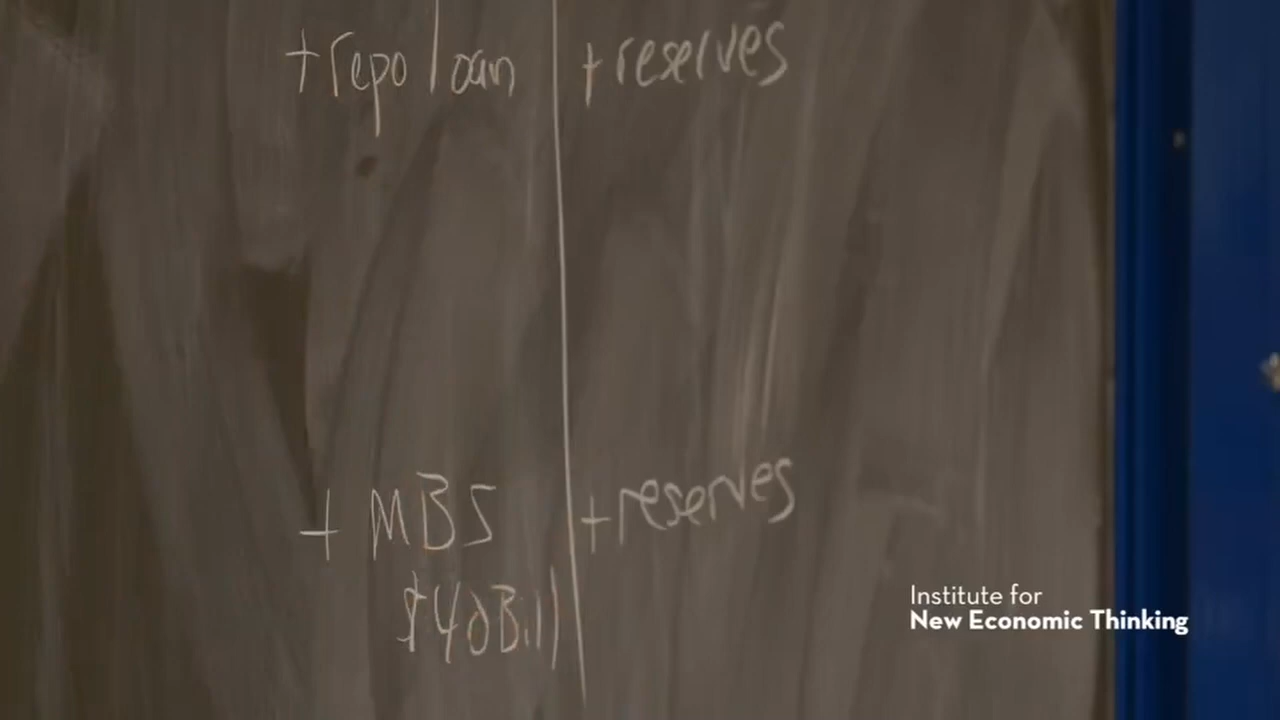 + repo loan + reserves
+ MBS + reserves
$40Bill
Institute for
New Economic Thinking